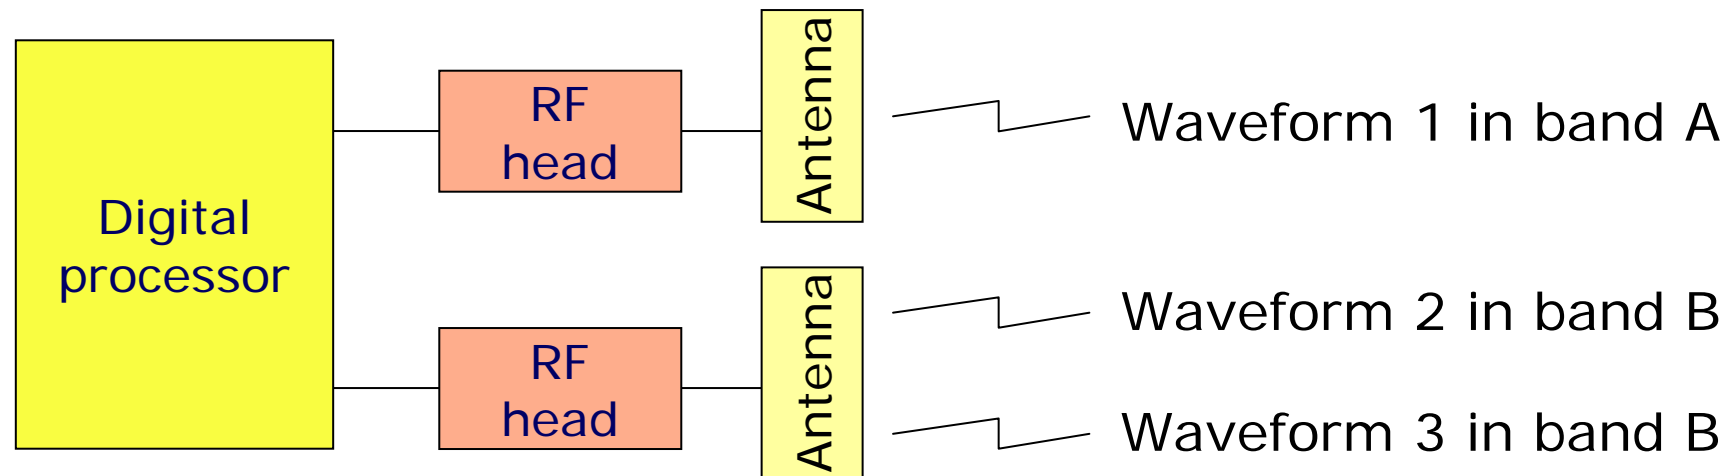 Digital
processor
RF
head
Antenna
Waveform 1 in band A
RF
head
Antenna
Waveform 2 in band B
Waveform 3 in band B